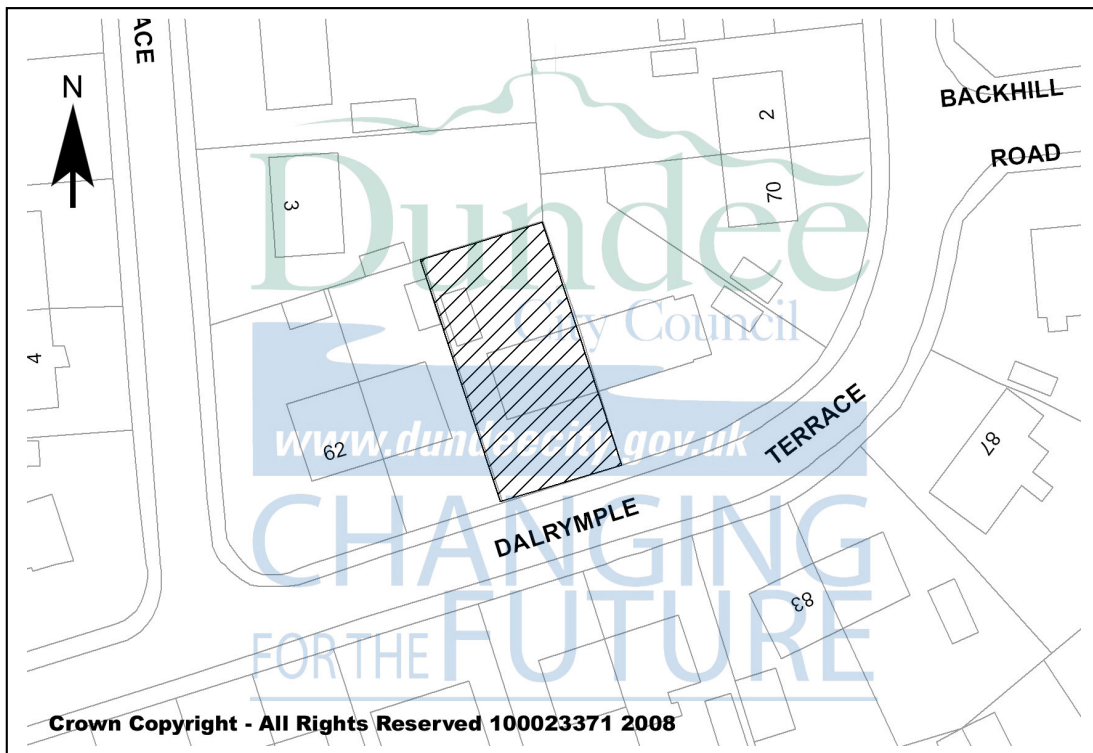 ACE
N
BACKHILL
ROAD
2
70
3
Dundee
City Council
4
62
www.dundeecity.gov.uk
TERRACE
87
DALRYMPLE
CHANGING
FOR THE FUTURE
83
Crown Copyright - All Rights Reserved 100023371 2008